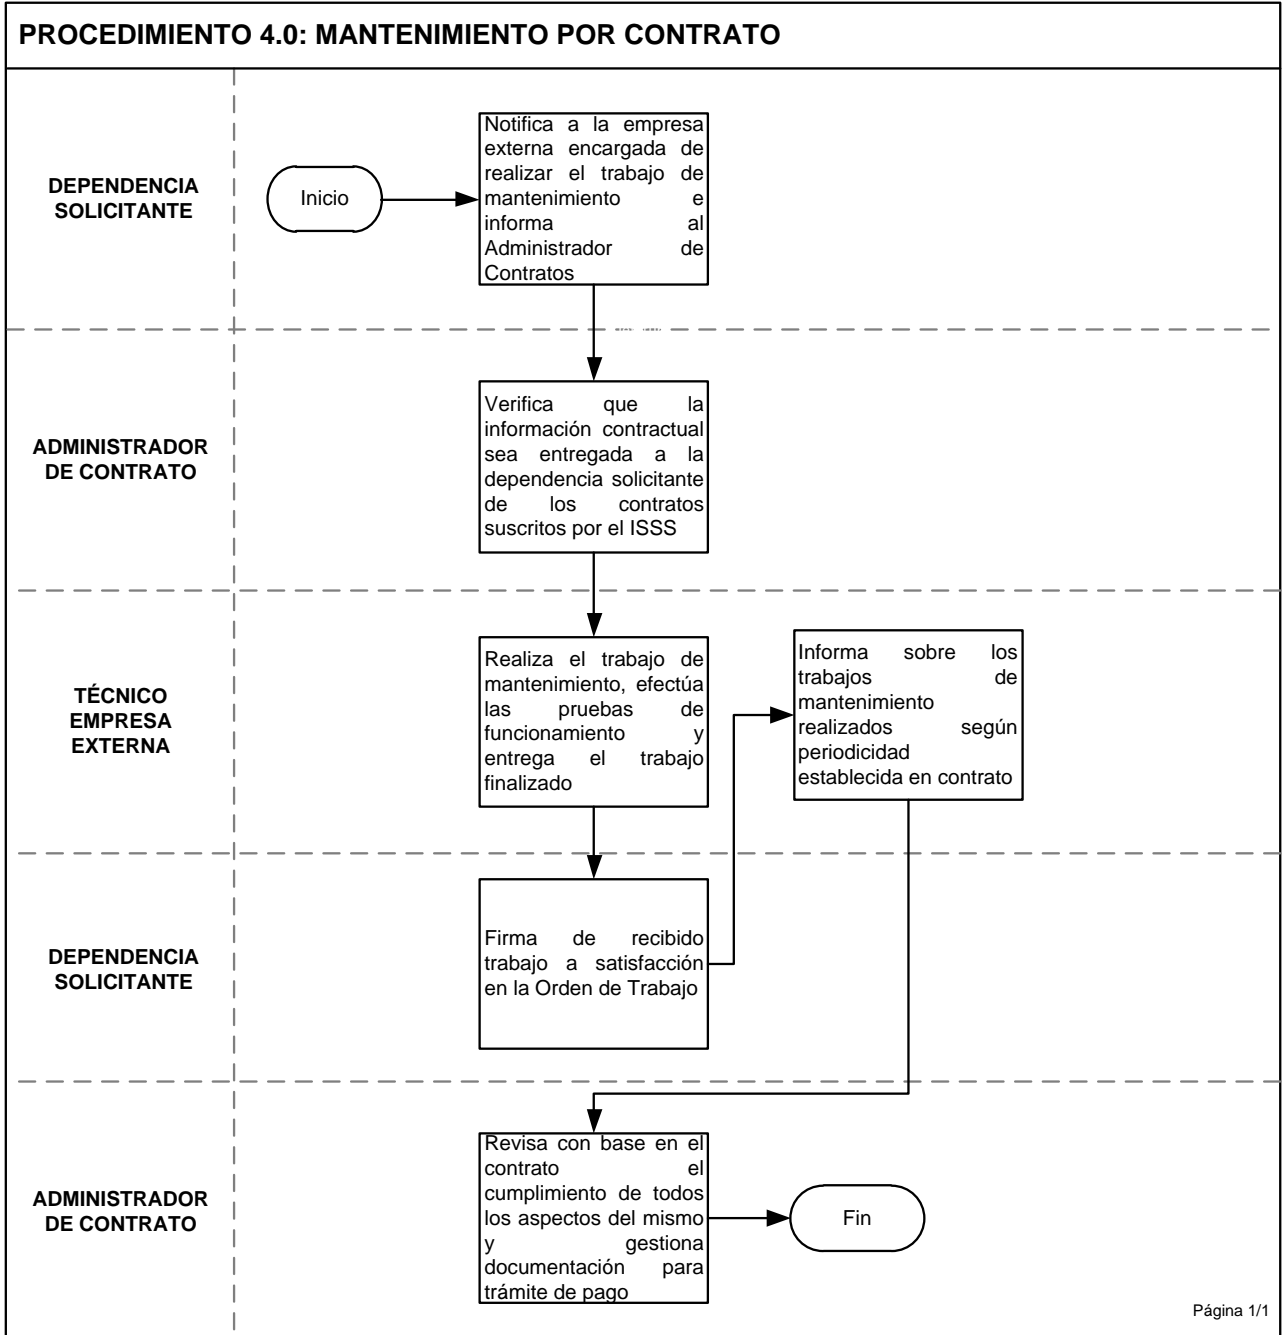 PROCEDIMIENTO 4.0: MANTENIMIENTO POR CONTRATO
DEPENDENCIA
SOLICITANTE
Inicio
Notifica a la empresa
externa encargada de
realizar el trabajo de
mantenimiento e
informa al
Administrador de
Contratos
ADMINISTRADOR
DE CONTRATO
Verifica que la
información contractual
sea entregada a la
dependencia solicitante
de los contratos
suscritos por el ISSS
TÉCNICO
EMPRESA
EXTERNA
Realiza el trabajo de
mantenimiento, efectúa
las pruebas de
funcionamiento y
entrega el trabajo
finalizado
Informa sobre los
trabajos de
mantenimiento
realizados según
periodicidad
establecida en contrato
DEPENDENCIA
SOLICITANTE
Firma de recibido
trabajo a satisfacción
en la Orden de Trabajo
ADMINISTRADOR
DE CONTRATO
Revisa con base en el
contrato el
cumplimiento de todos
los aspectos del mismo
y gestiona
documentación para
trámite de pago
Fin
Página 1/1